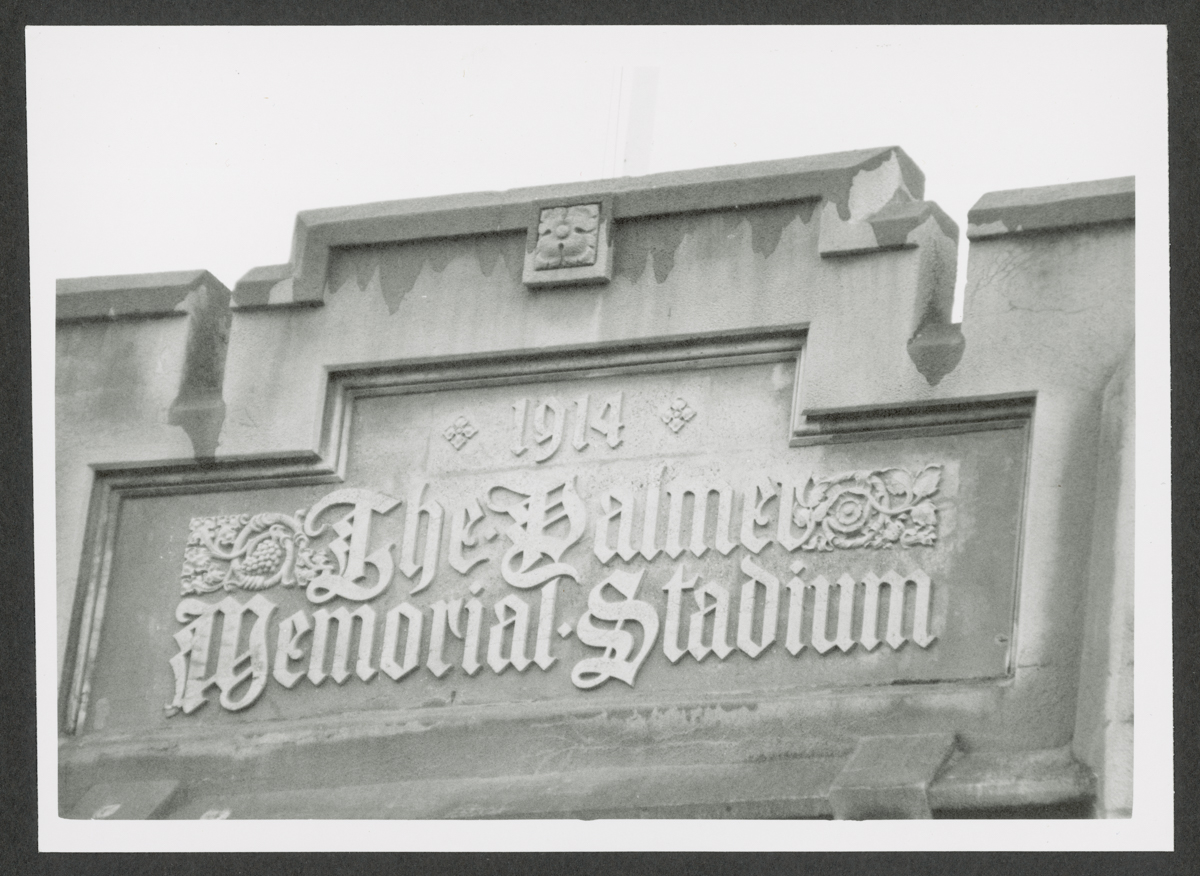 1914
The Palmer
Memorial · Stadium